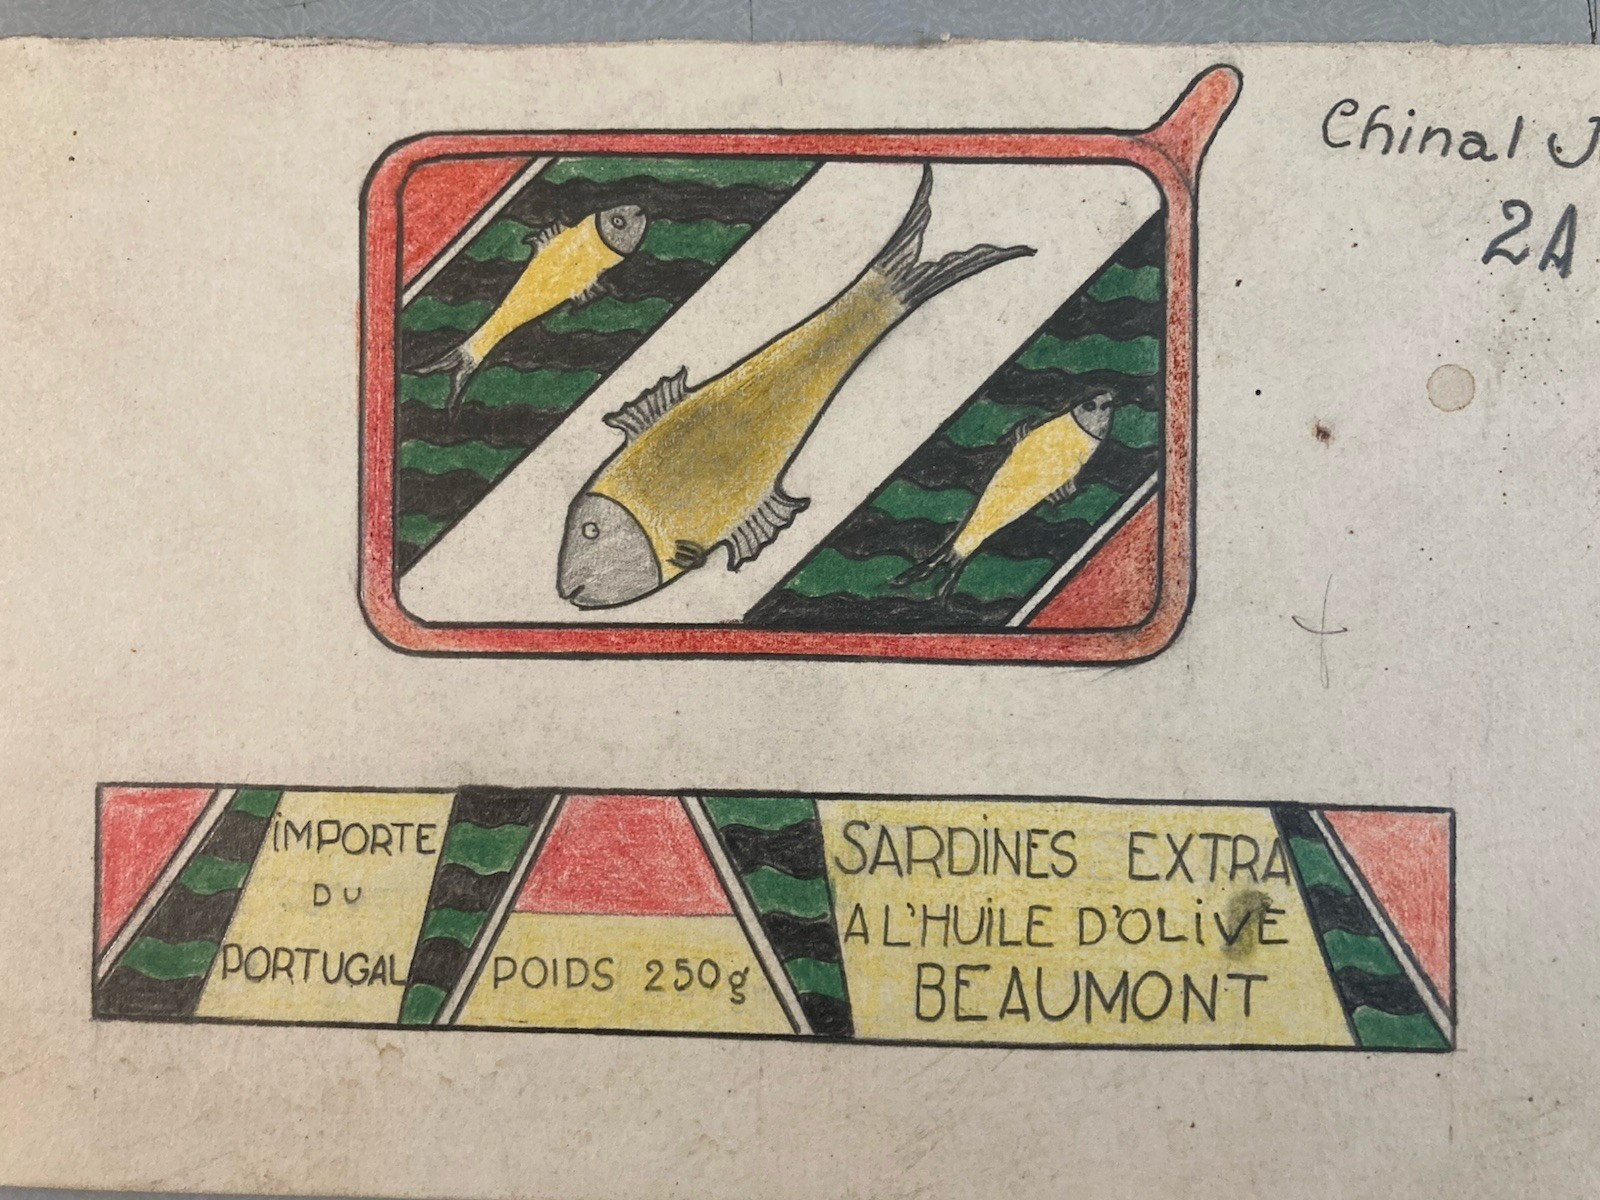 Chinal J
2A
iMPORTE
DU
PORTUGAL
POIDS 250g
SARDiNES EXTRA
A L'HUiLE D'OLiVE
BEAUMONT